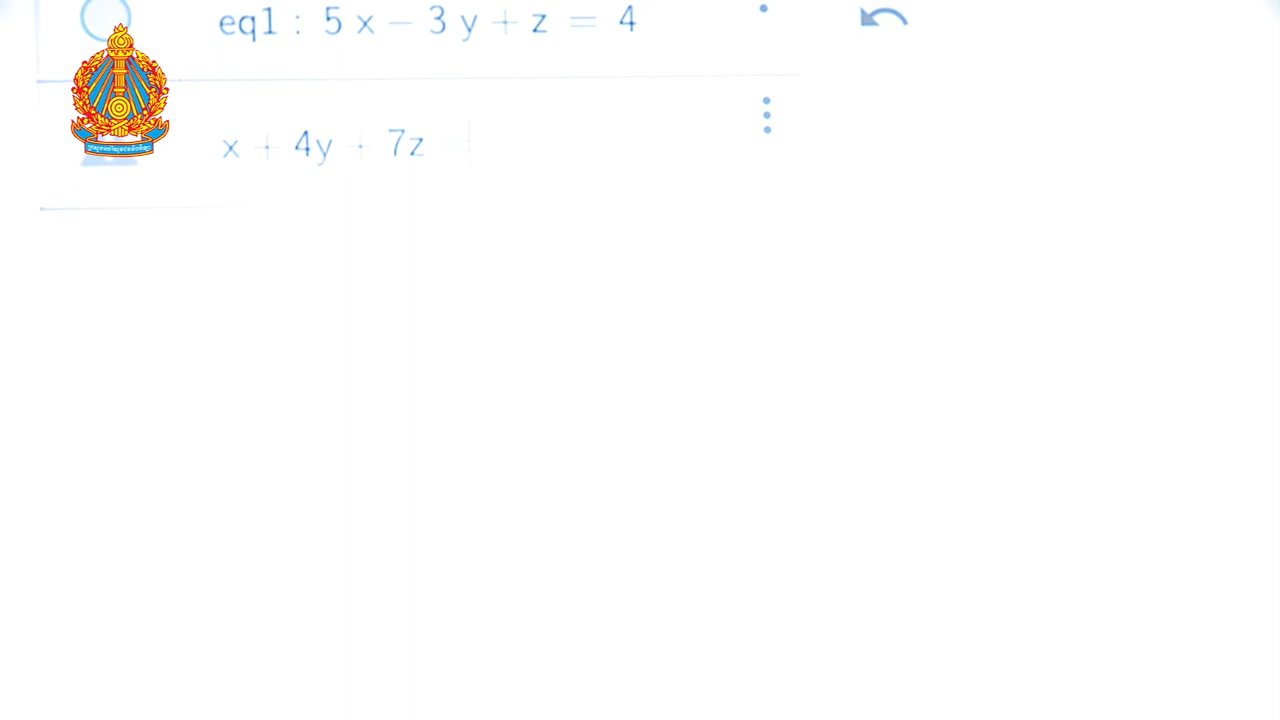 eq1 : 5 x − 3 y + z = 4
x + 4y + 7z =